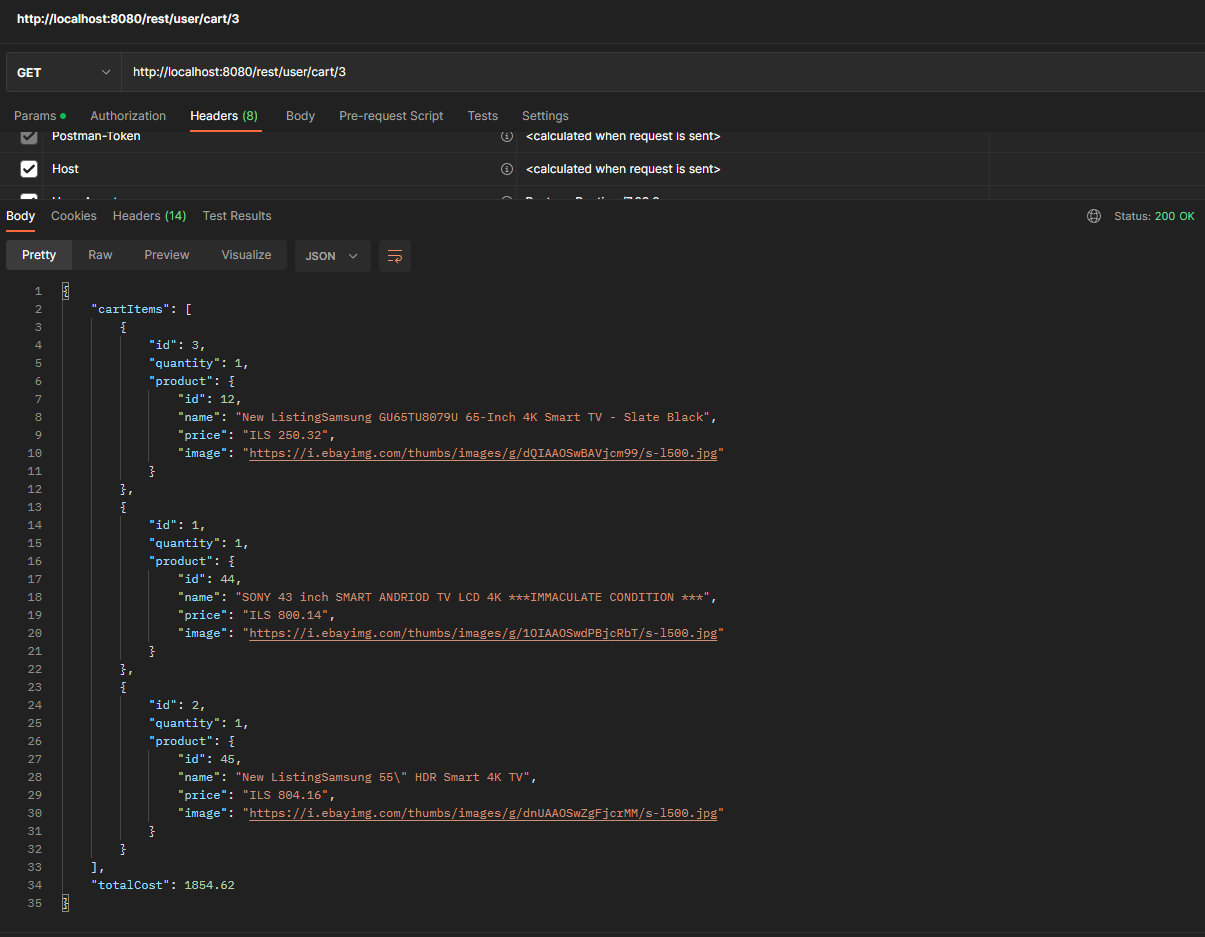 http://localhost:8080/rest/user/cart/3
GET http://localhost:8080/rest/user/cart/3
Params Authorization Headers (8) Body Pre-request Script Tests Settings
Postman-Token <calculated when request is sent>
Host <calculated when request is sent>
Body Cookies Headers (14) Test Results Status: 200 OK
Pretty Raw Preview Visualize JSON
1 {
2 "cartItems": [
3 {
4 "id": 3,
5 "quantity": 1,
6 "product": {
7 "id": 12,
8 "name": "New ListingSamsung GU65TU8079U 65-Inch 4K Smart TV - Slate Black",
9 "price": "ILS 250.32",
10 "image": "https://i.ebayimg.com/thumbs/images/g/dQIAAOSwBAVjcm99/s-l500.jpg"
11 }
12 },
13 {
14 "id": 1,
15 "quantity": 1,
16 "product": {
17 "id": 44,
18 "name": "SONY 43 inch SMART ANDRIOD TV LCD 4K ***IMMACULATE CONDITION ***",
19 "price": "ILS 800.14",
20 "image": "https://i.ebayimg.com/thumbs/images/g/1OIAAOSwdPBjcRbT/s-l500.jpg"
21 }
22 },
23 {
24 "id": 2,
25 "quantity": 1,
26 "product": {
27 "id": 45,
28 "name": "New ListingSamsung 55\" HDR Smart 4K TV",
29 "price": "ILS 804.16",
30 "image": "https://i.ebayimg.com/thumbs/images/g/dnUAAOSwZgFjcrMM/s-l500.jpg"
31 }
32 }
33 ],
34 "totalCost": 1854.62
35 }